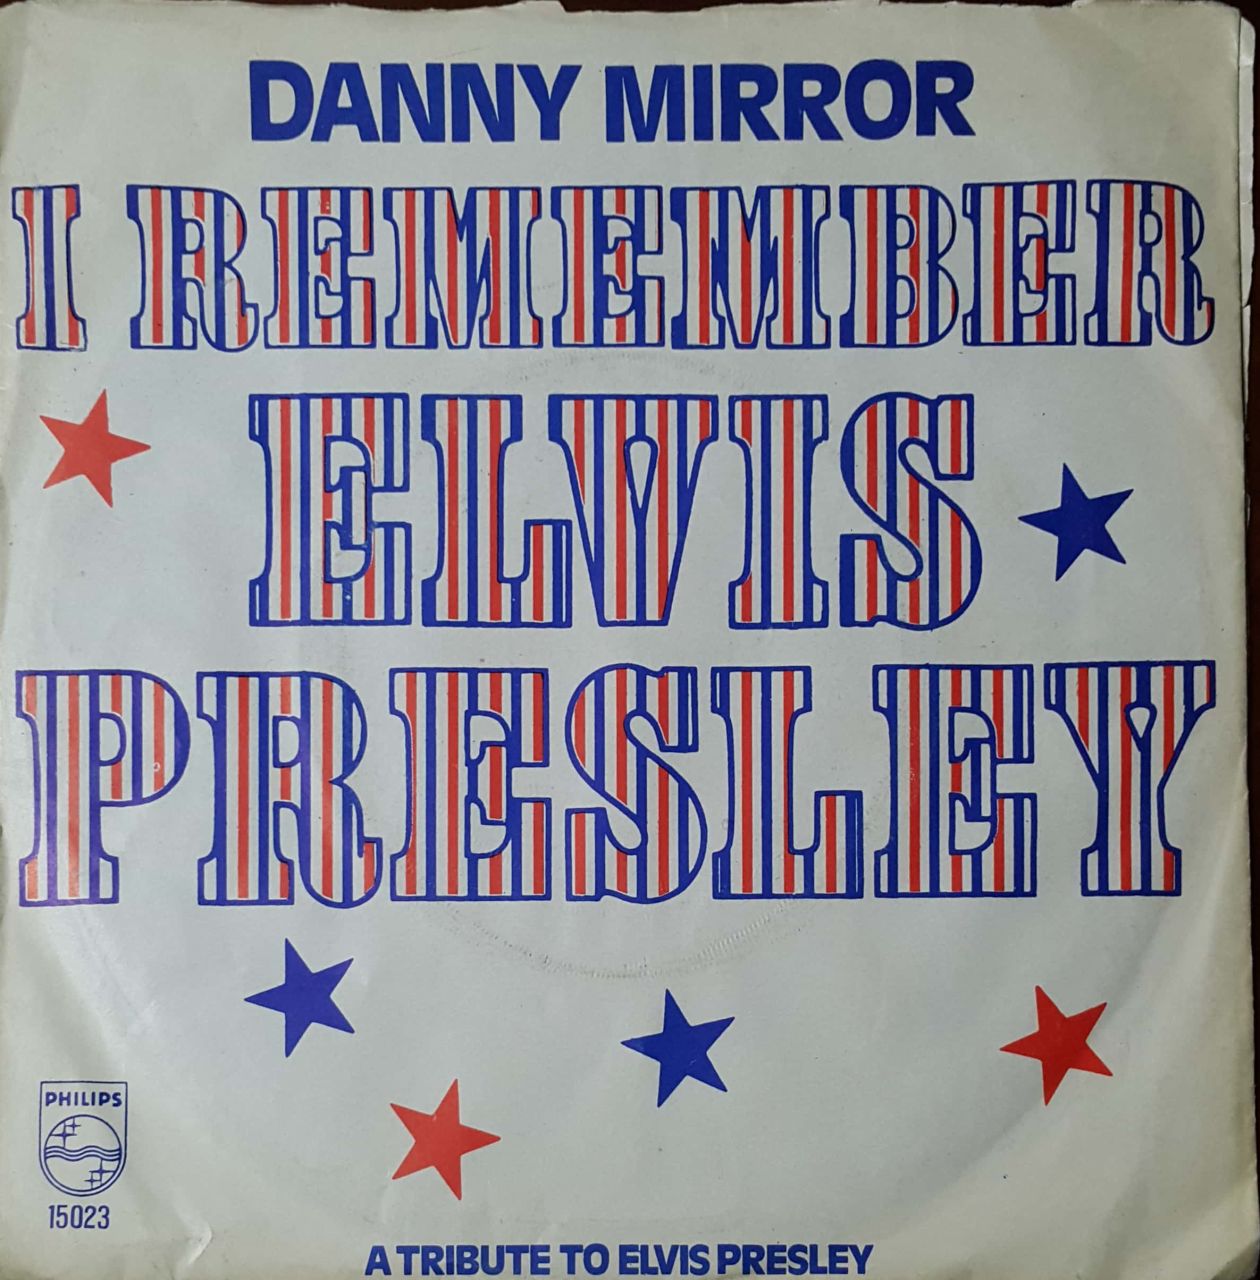 DANNY MIRROR
I REMEMBER
ELVIS
PRESLEY
PHILIPS
15023
A TRIBUTE TO ELVIS PRESLEY